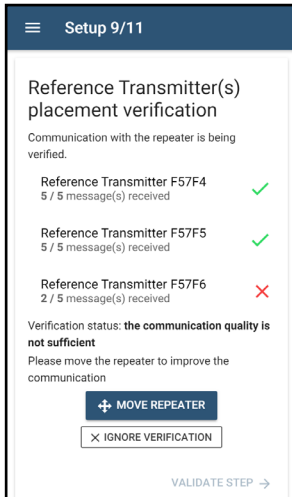 Setup 9/11
Reference Transmitter(s)
placement verification
Communication with the repeater is being
verified.
Reference Transmitter F57F4
5 / 5 message(s) received
Reference Transmitter F57F5
5 / 5 message(s) received
Reference Transmitter F57F6
2 / 5 message(s) received
Verification status: the communication quality is
not sufficient
Please move the repeater to improve the
communication
MOVE REPEATER
IGNORE VERIFICATION
VALIDATE STEP